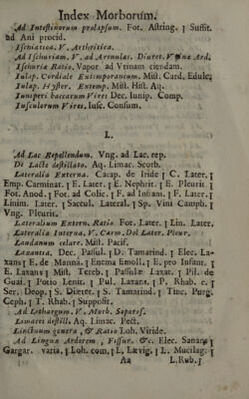 Index Morborum.
Ad Intestinorum prolapsum. Fot. Astring. ʃ Suffit.
ad Ani procid.
Ischiatica. V. Arthritica.
Ad Ischuriam. V. ad Arenulas. Diuret. Vrinæ Ard.
Ischuria Ratio. Vapor ad Vrinam ciendam.
Iulap. Cordiale Extemporaneum. Mist. Card. Edule.
Iulap. Hyster. Extemp. Mist. Hist. Aq.
Iuniperi baccarum Vires Dec. Iunip. Comp.
Iusculorum Vires. Iusc. Consum.
L.
Ad Lac Repellendum. Vng. ad Lac. rep.
De Lacte destillato. Aq. Limac. Scorb.
Lateralia Externa. Cacap. de Iride ʃ C. Later. ʃ
Emp. Carminat. ʃ E. Later. ʃ E. Nephrit. ʃ E. Pleurit. ʃ
Fot. Anod. ʃ Fot. ad Colic. ʃ F. ad Inflam. ʃ F. Later. ʃ
Linim. Later. ʃ Saccul. Lateral. ʃ Sp. Vini Camph. ʃ
Vng. Pleurit.
Lateralium Extern. Ratio Fot. Later. ʃ Lin. Later.
Lateralia Interna. V. Carm. Dol Later. Pleur.
Laudanum celare. Mist. Pacif.
Laxantia. Dec. Passul. ʃ D. Tamarind. ʃ Elec. La-
xans ʃ E. de Manna. ʃ Enema Emoll. ʃ E. pro Infant. ʃ
E. Laxans ʃ Mist. Tereb. ʃ Passulæ Laxat. ʃ Pil. de
Guai. ʃ Potio Lenit. ʃ Pul. Laxans. ʃ P. Rhab. c. ʃ
Ser. Deop. ʃ S. Diuret. ʃ S. Tamarind. ʃ Tinc. Purg.
Ceph. ʃ T. Rhab. ʃ Supposit.
Ad Lethargum. V. Morb. Soporos.
Limaces destill. Aq. Limac. Pect.
Linctuum genera, & Ratio Loh. Viride.
Ad Lingua Ardorem, Fissur. &c. Elec. Sanans ʃ
Gargar. varia. ʃ Loh. com. ʃ L. Lævig. ʃ L. Mucilag. ʃ
Aa L. Rub. ʃ